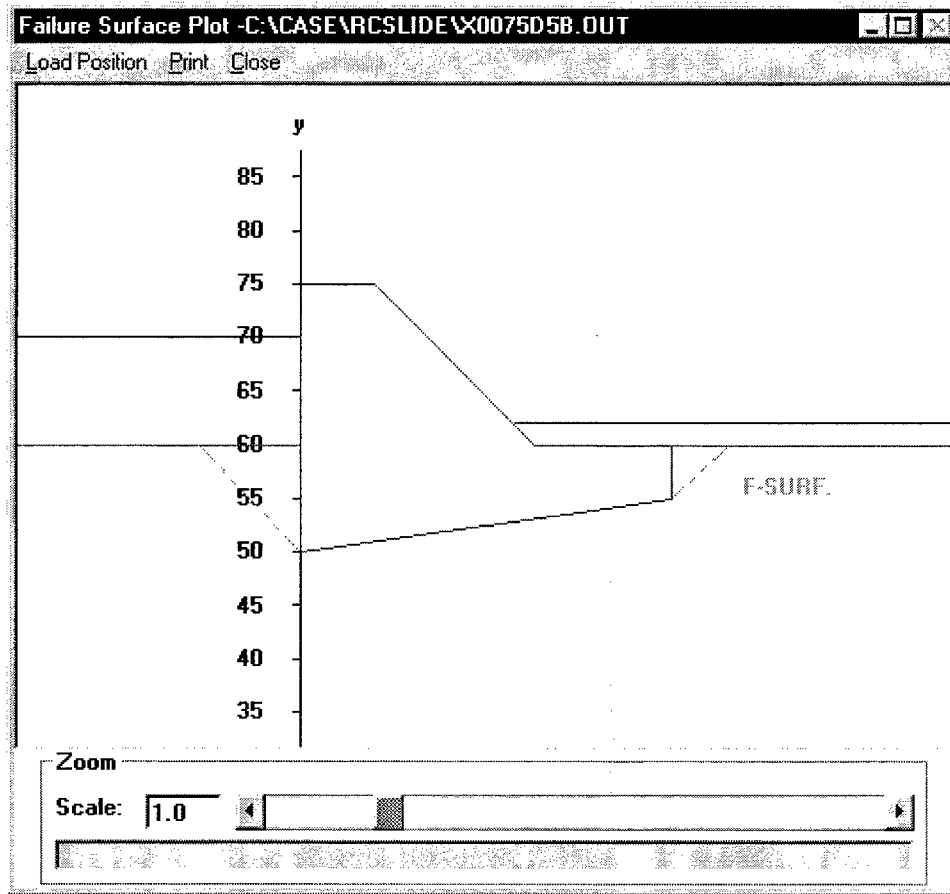 Failure Surface Plot -C:\CASE\RCSLIDE\X0075D5B.OUT
Load Position Print Close
y
85
80
75
70
65
60
55
F-SURF.
50
45
40
35
Zoom
Scale: 1.0